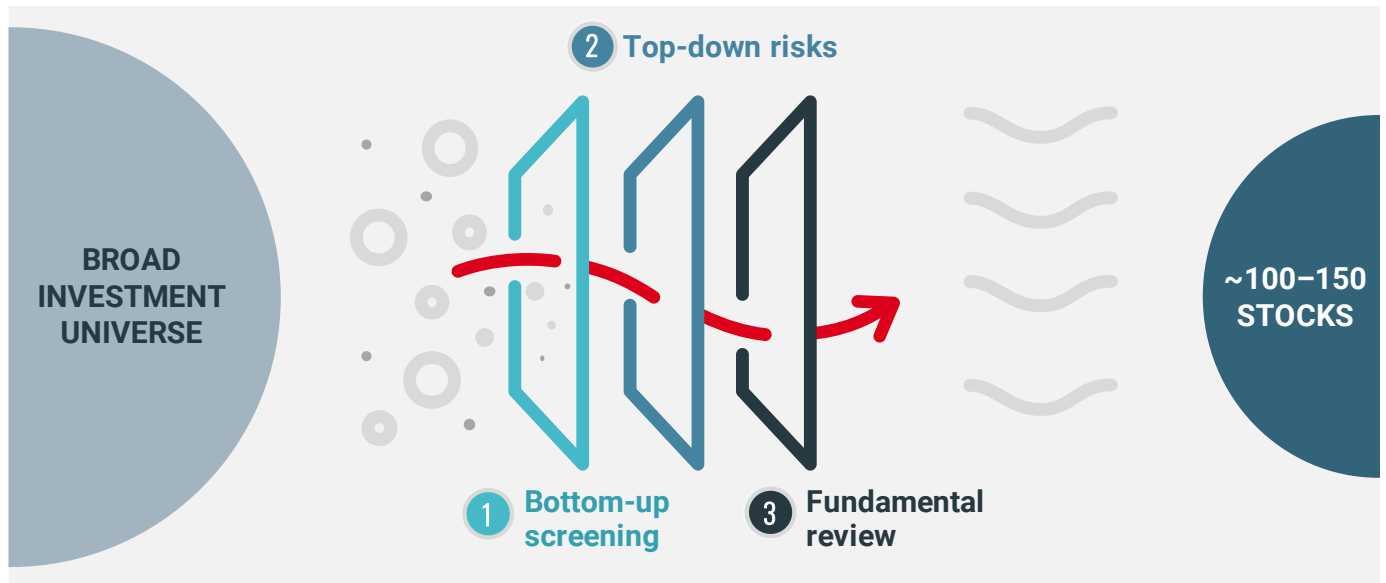 2 Top-down risks
BROAD
INVESTMENT
UNIVERSE
~100–150
STOCKS
1 Bottom-up
screening
3 Fundamental
review